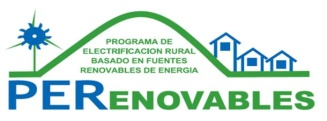 PROGRAMA DE
ELECTRIFICACION RURAL
BASADO EN FUENTES
RENOVABLES DE ENERGIA
PERENOVABLES